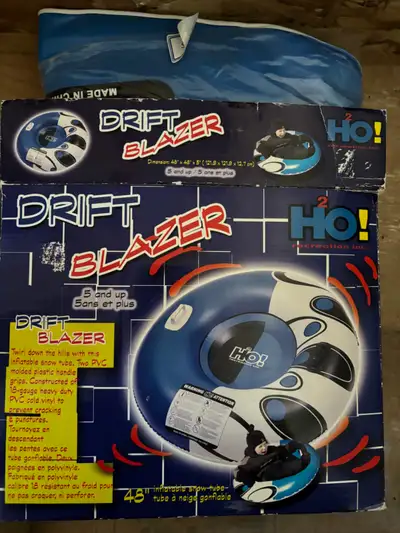 MADE IN CHI
DRIFT
BLAZER
Dimension: 48" x 48" x 5" ( 121,9 x 121,9 x 12,7 cm)
5 and up / 5 ans et plus
H2O!
DRIFT
BLAZER
H2O!
5 and up
5ans et plus
DRIFT
BLAZER
Twirl down the hills with this
inflatable snow tube. Two PVC
molded plastic handle
grips. Constructed of
18-gauge heavy duty
PVC cold vinyl to
prevent cracking
& punctures.
Tournoyez en
descendant
les pentes avec ce
tube gonflable. Deux
poignées en polyvinyle.
Fabriqué en polyvinyle
calibre 18 résistant au froid pour
ne pas craquer, ni perforer.
H2O!
WARNING ATTENTION
48" inflatable snow tube
tube à neige gonflable